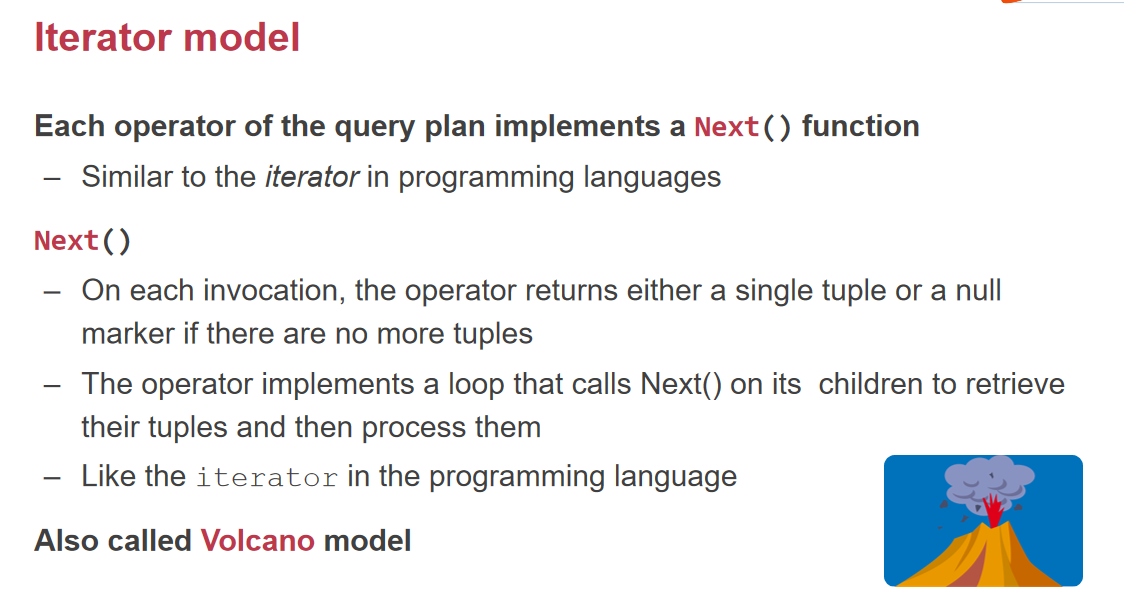 Iterator model
Each operator of the query plan implements a Next() function
– Similar to the iterator in programming languages
Next()
– On each invocation, the operator returns either a single tuple or a null
marker if there are no more tuples
– The operator implements a loop that calls Next() on its  children to retrieve
their tuples and then process them
– Like the iterator in the programming language
Also called Volcano model